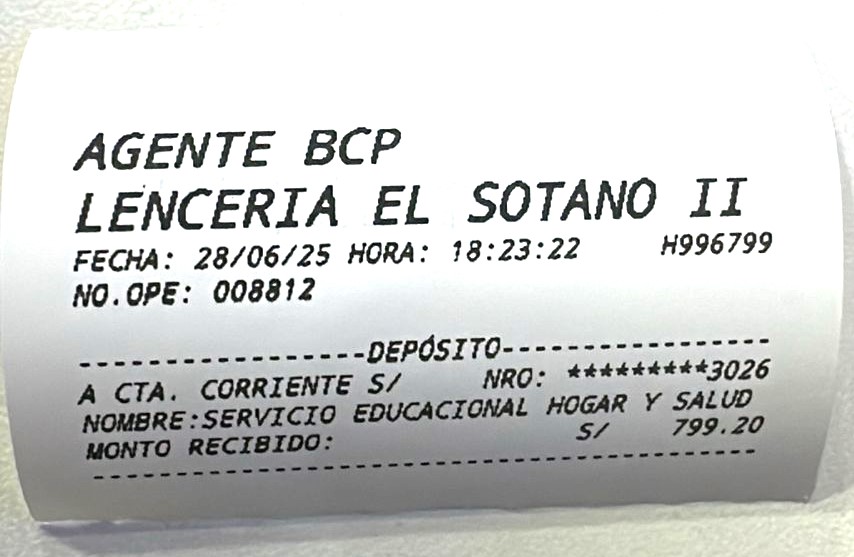 AGENTE BCP
LENCERIA EL SOTANO II
FECHA: 28/06/25 HORA: 18:23:22 H996799
NO.OPE: 008812
-----------------DEPÓSITO-----------------
A CTA. CORRIENTE S/ NRO: *********3026
NOMBRE:SERVICIO EDUCACIONAL HOGAR Y SALUD
MONTO RECIBIDO: S/ 799.20
------------------------------------------